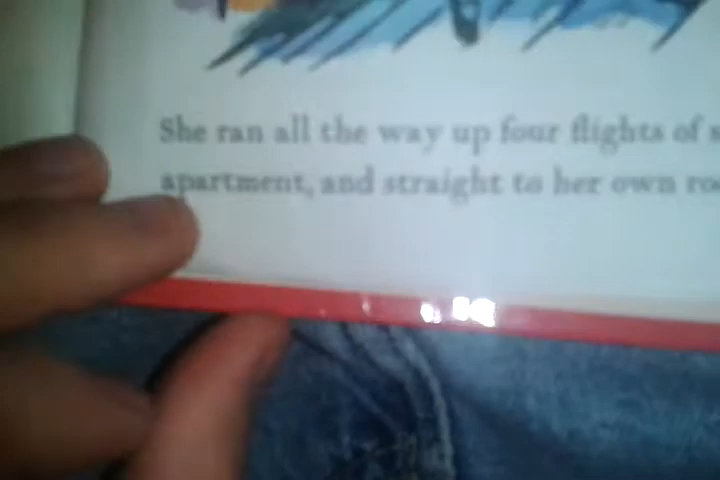 She ran all the way up four flights of
apartment, and straight to her own